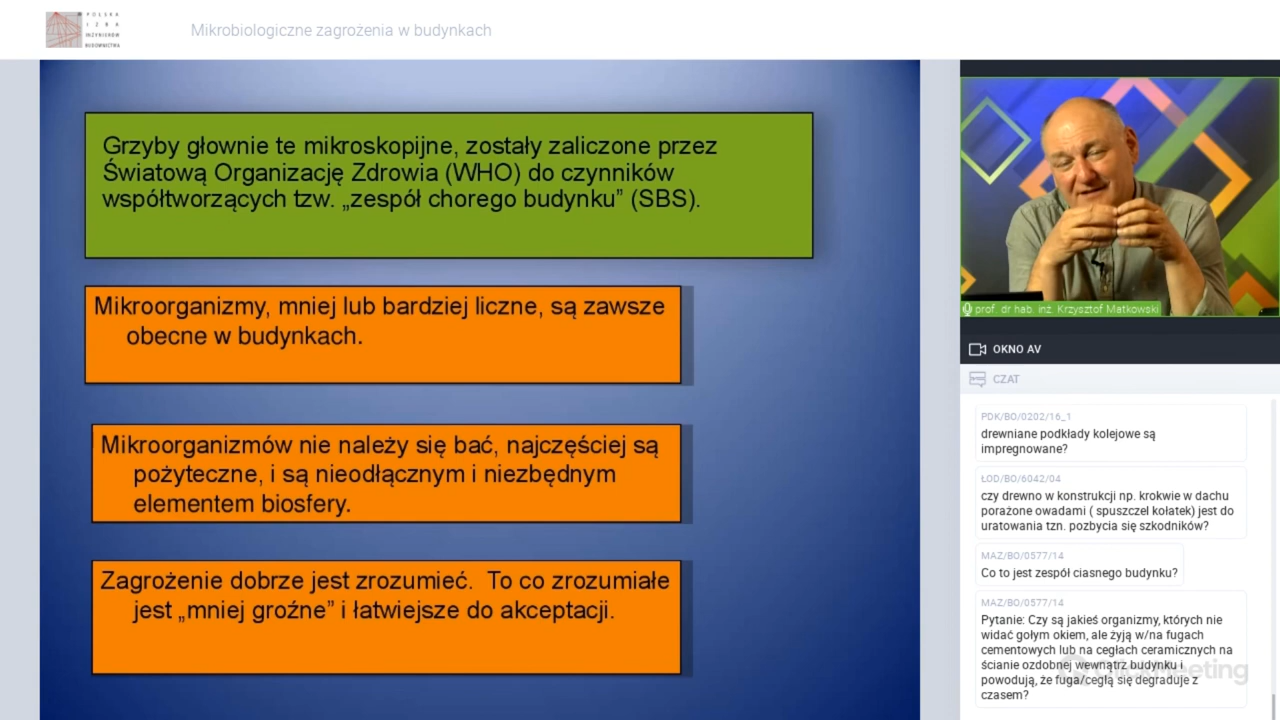 POLSKA
IZBA
INŻYNIERÓW
BUDOWNICTWA
Mikrobiologiczne zagrożenia w budynkach
Grzyby głownie te mikroskopijne, zostały zaliczone przez
Światową Organizację Zdrowia (WHO) do czynników
współtworzących tzw. „zespół chorego budynku” (SBS).
Mikroorganizmy, mniej lub bardziej liczne, są zawsze
obecne w budynkach.
Mikroorganizmów nie należy się bać, najczęściej są
pożyteczne, i są nieodłącznym i niezbędnym
elementem biosfery.
Zagrożenie dobrze jest zrozumieć. To co zrozumiałe
jest „mniej groźne” i łatwiejsze do akceptacji.
prof. dr hab. inż. Krzysztof Matkowski
OKNO AV
CZAT
PDK/BO/0202/16_1
drewniane podkłady kolejowe są
impregnowane?
ŁOD/BO/6042/04
czy drewno w konstrukcji np. krokwie w dachu
porażone owadami ( spuszczel kołatek) jest do
uratowania tzn. pozbycia się szkodników?
MAZ/BO/0577/14
Co to jest zespół ciasnego budynku?
MAZ/BO/0577/14
Pytanie: Czy są jakieś organizmy, których nie
widać gołym okiem, ale żyją w/na fugach
cementowych lub na cegłach ceramicznych na
ścianie ozdobnej wewnątrz budynku i
powodują, że fuga/cegłą się degraduje z
czasem?